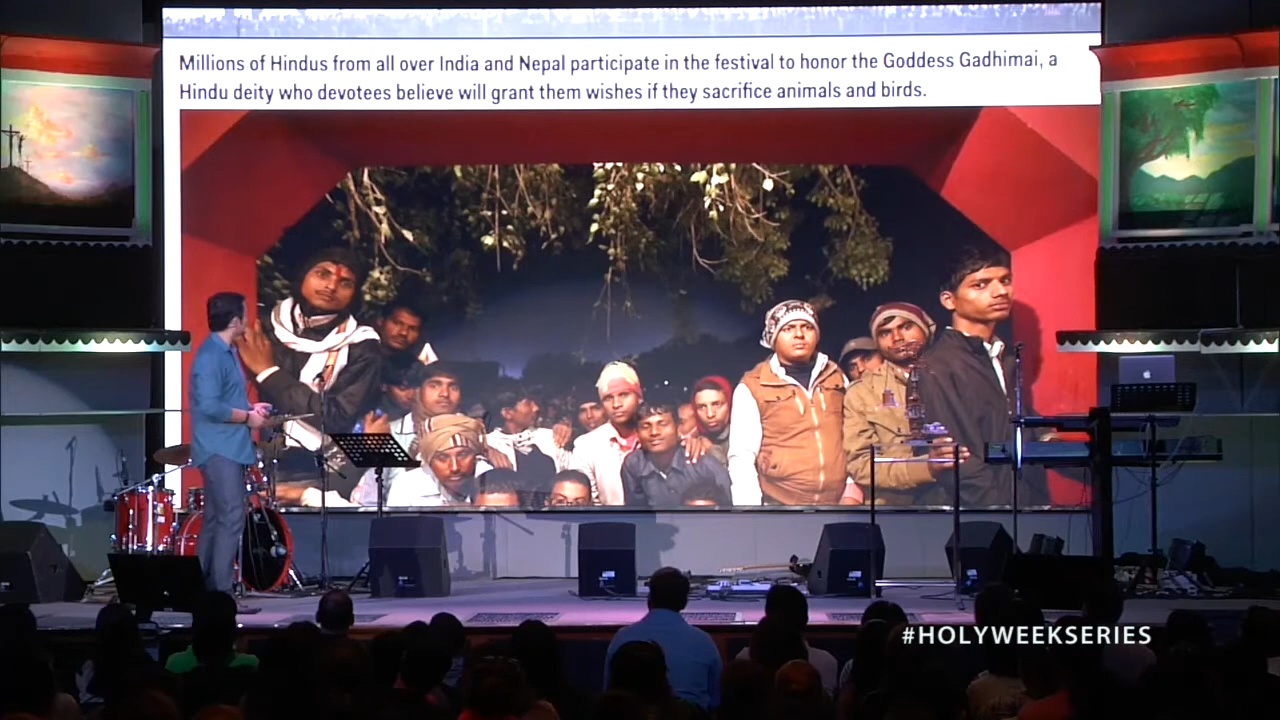 Millions of Hindus from all over India and Nepal participate in the festival to honor the Goddess Gadhimai, a
Hindu deity who devotees believe will grant them wishes if they sacrifice animals and birds.
#HOLYWEEKSERIES